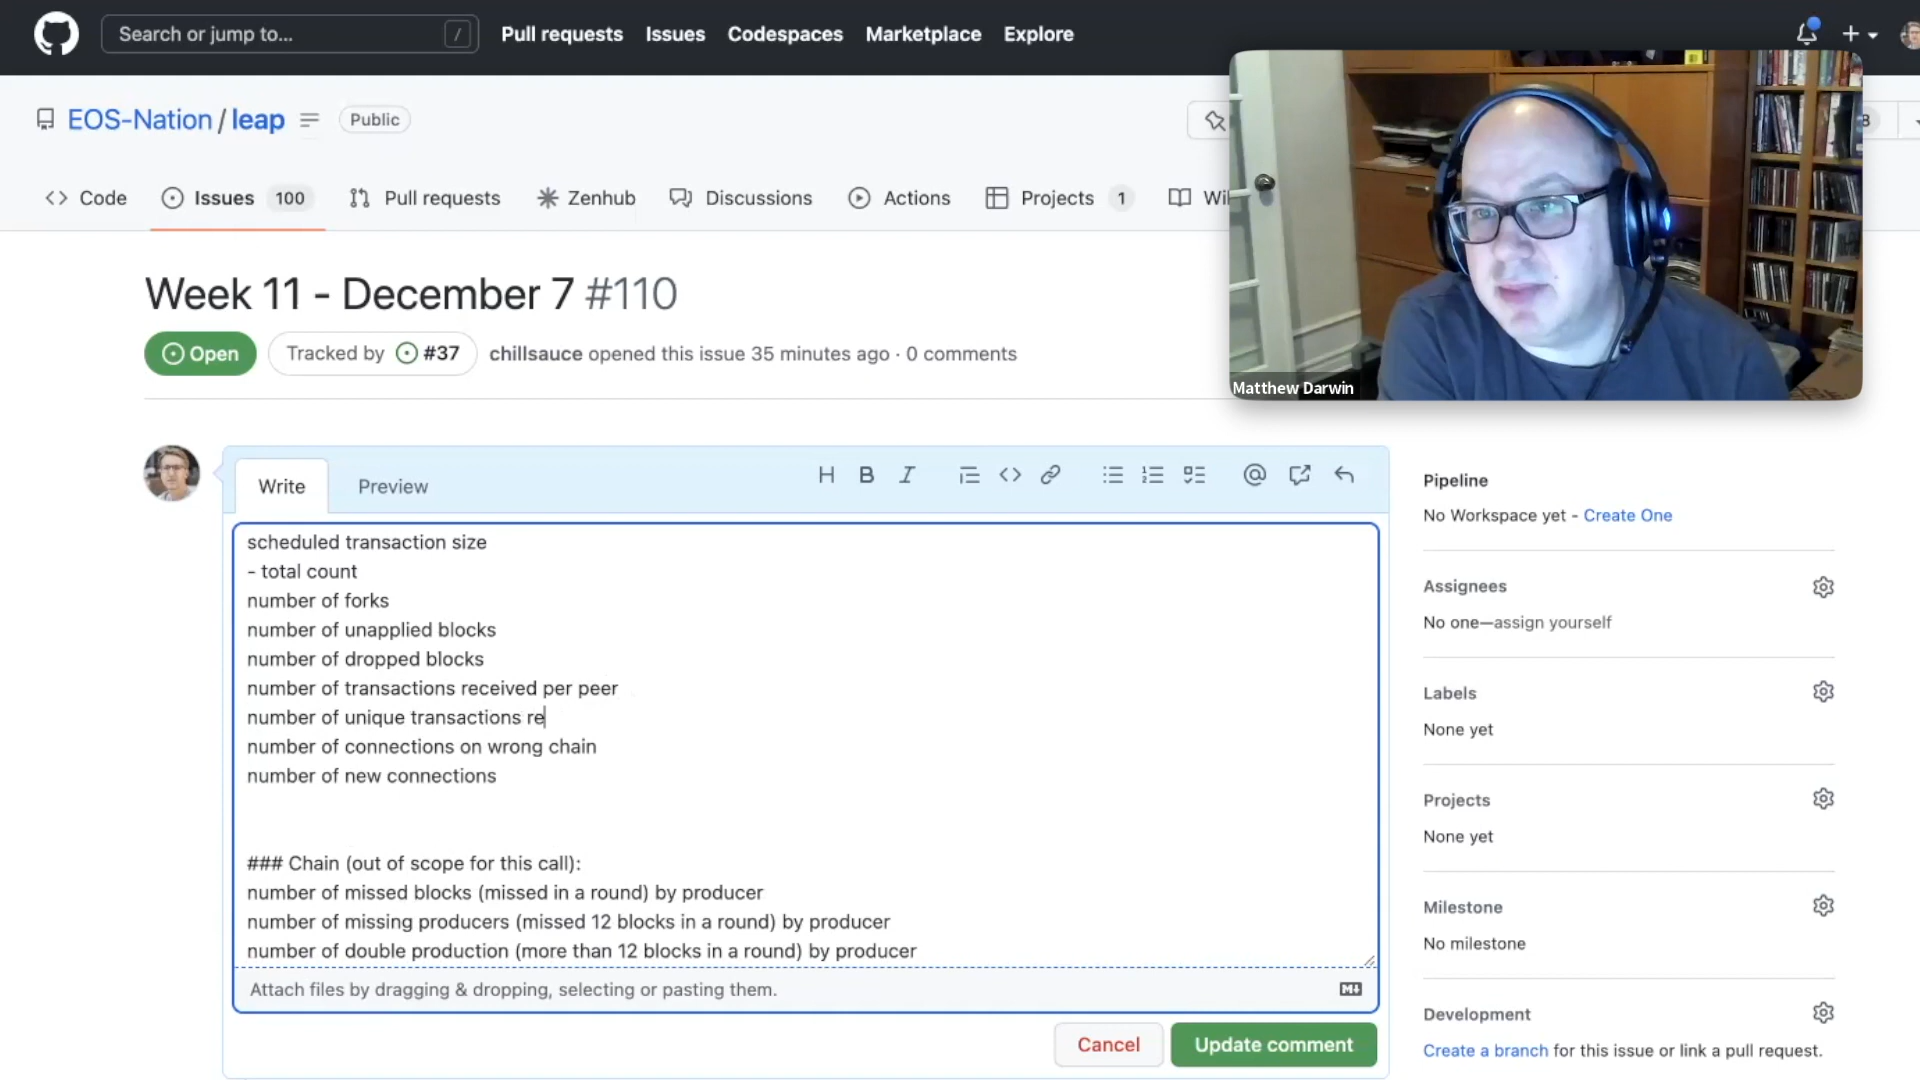 Search or jump to...
/
Pull requests
Issues
Codespaces
Marketplace
Explore
EOS-Nation / leap
Public
Code
Issues 100
Pull requests
Zenhub
Discussions
Actions
Projects 1
Week 11 - December 7 #110
Open
Tracked by #37
chillsauce opened this issue 35 minutes ago · 0 comments
Matthew Darwin
Write
Preview
scheduled transaction size
- total count
number of forks
number of unapplied blocks
number of dropped blocks
number of transactions received per peer
number of unique transactions re
number of connections on wrong chain
number of new connections
### Chain (out of scope for this call):
number of missed blocks (missed in a round) by producer
number of missing producers (missed 12 blocks in a round) by producer
number of double production (more than 12 blocks in a round) by producer
Attach files by dragging & dropping, selecting or pasting them.
Cancel
Update comment
Pipeline
No Workspace yet - Create One
Assignees
No one—assign yourself
Labels
None yet
Projects
None yet
Milestone
No milestone
Development
Create a branch for this issue or link a pull request.